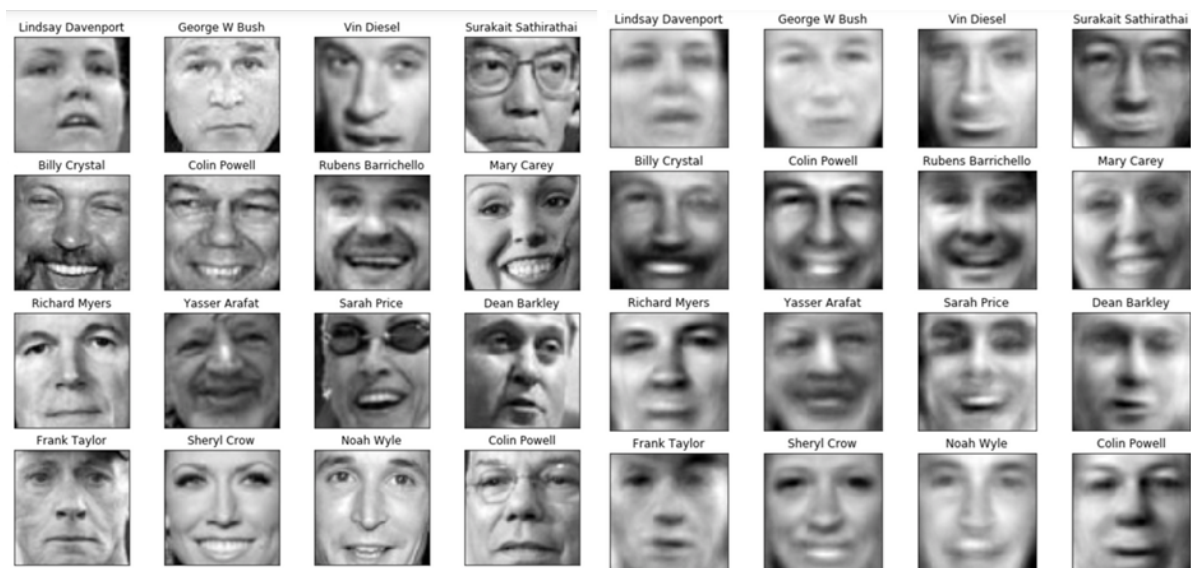 Lindsay Davenport George W Bush Vin Diesel Surakait Sathirathai
Billy Crystal Colin Powell Rubens Barrichello Mary Carey
Richard Myers Yasser Arafat Sarah Price Dean Barkley
Frank Taylor Sheryl Crow Noah Wyle Colin Powell
Lindsay Davenport George W Bush Vin Diesel Surakait Sathirathai
Billy Crystal Colin Powell Rubens Barrichello Mary Carey
Richard Myers Yasser Arafat Sarah Price Dean Barkley
Frank Taylor Sheryl Crow Noah Wyle Colin Powell